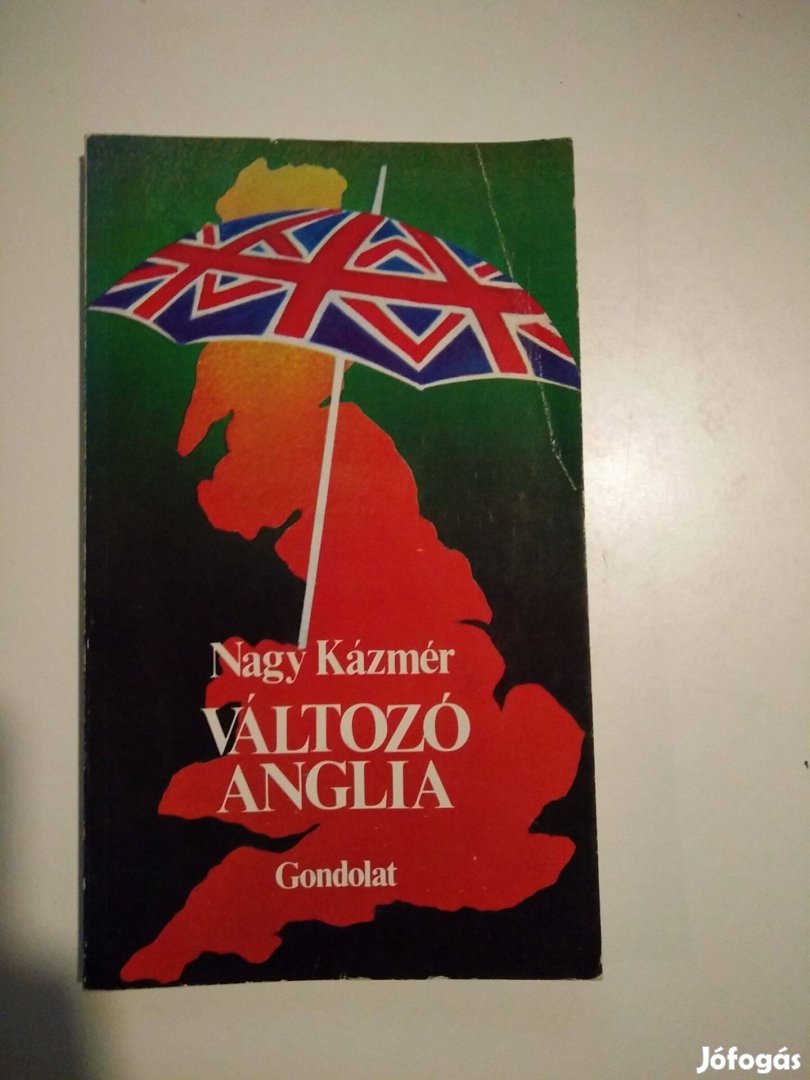 Nagy Kázmér
VÁLTOZÓ
ANGLIA
Gondolat
Jófogás